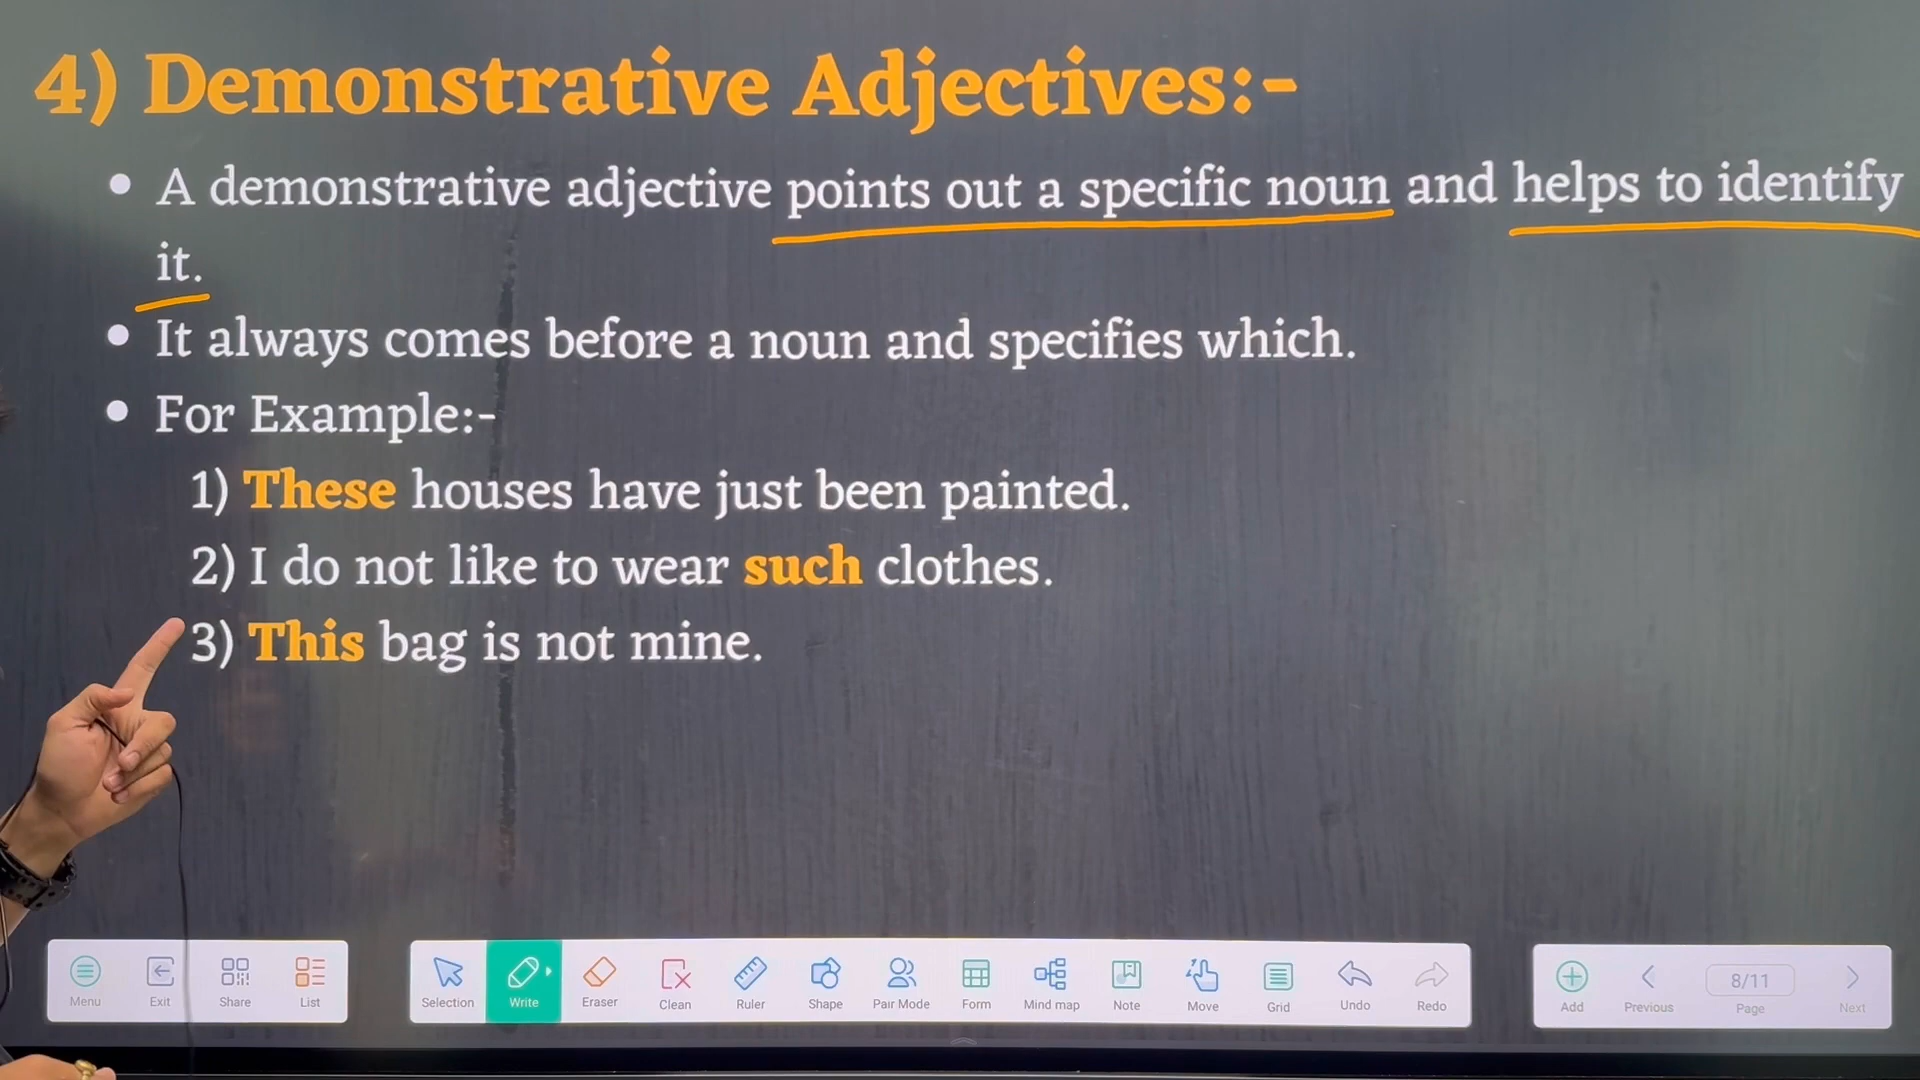 4) Demonstrative Adjectives:-
• A demonstrative adjective points out a specific noun and helps to identify
it.
• It always comes before a noun and specifies which.
• For Example:-
1) These houses have just been painted.
2) I do not like to wear such clothes.
3) This bag is not mine.
Menu Exit Share List Selection Write Eraser Clean Ruler Shape Pair Mode Form Mind map Note Move Grid Undo Redo Add Previous 8/11 Page Next